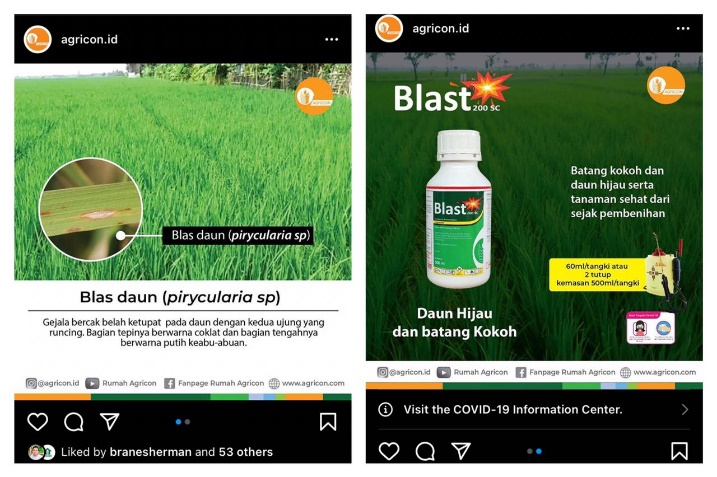 agricon.id
AGRICON
Blas daun (pirycularia sp)
Blas daun (pirycularia sp)
Gejala bercak belah ketupat pada daun dengan kedua ujung yang
runcing. Bagian tepinya berwarna coklat dan bagian tengahnya
berwarna putih keabu-abuan.
@agricon.id Rumah Agricon Fanpage Rumah Agricon www.agricon.com
Liked by branesherman and 53 others
agricon.id
Blast
200 SC
AGRICON
Batang kokoh dan
daun hijau serta
tanaman sehat dari
sejak pembenihan
Blast
60ml/tangki atau
2 tutup
kemasan 500ml/tangki
Daun Hijau
dan batang Kokoh
@agricon.id Rumah Agricon Fanpage Rumah Agricon www.agricon.com
Visit the COVID-19 Information Center.